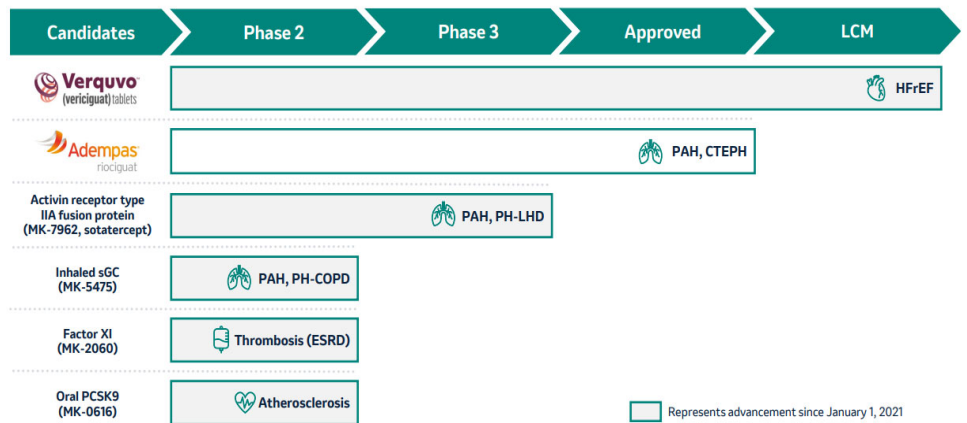 Candidates
Phase 2
Phase 3
Approved
LCM
Verquvo
(vericiguat) tablets
HFrEF
Adempas
riociguat
PAH, CTEPH
Activin receptor type
IIA fusion protein
(MK-7962, sotatercept)
PAH, PH-LHD
Inhaled sGC
(MK-5475)
PAH, PH-COPD
Factor XI
(MK-2060)
Thrombosis (ESRD)
Oral PCSK9
(MK-0616)
Atherosclerosis
Represents advancement since January 1, 2021